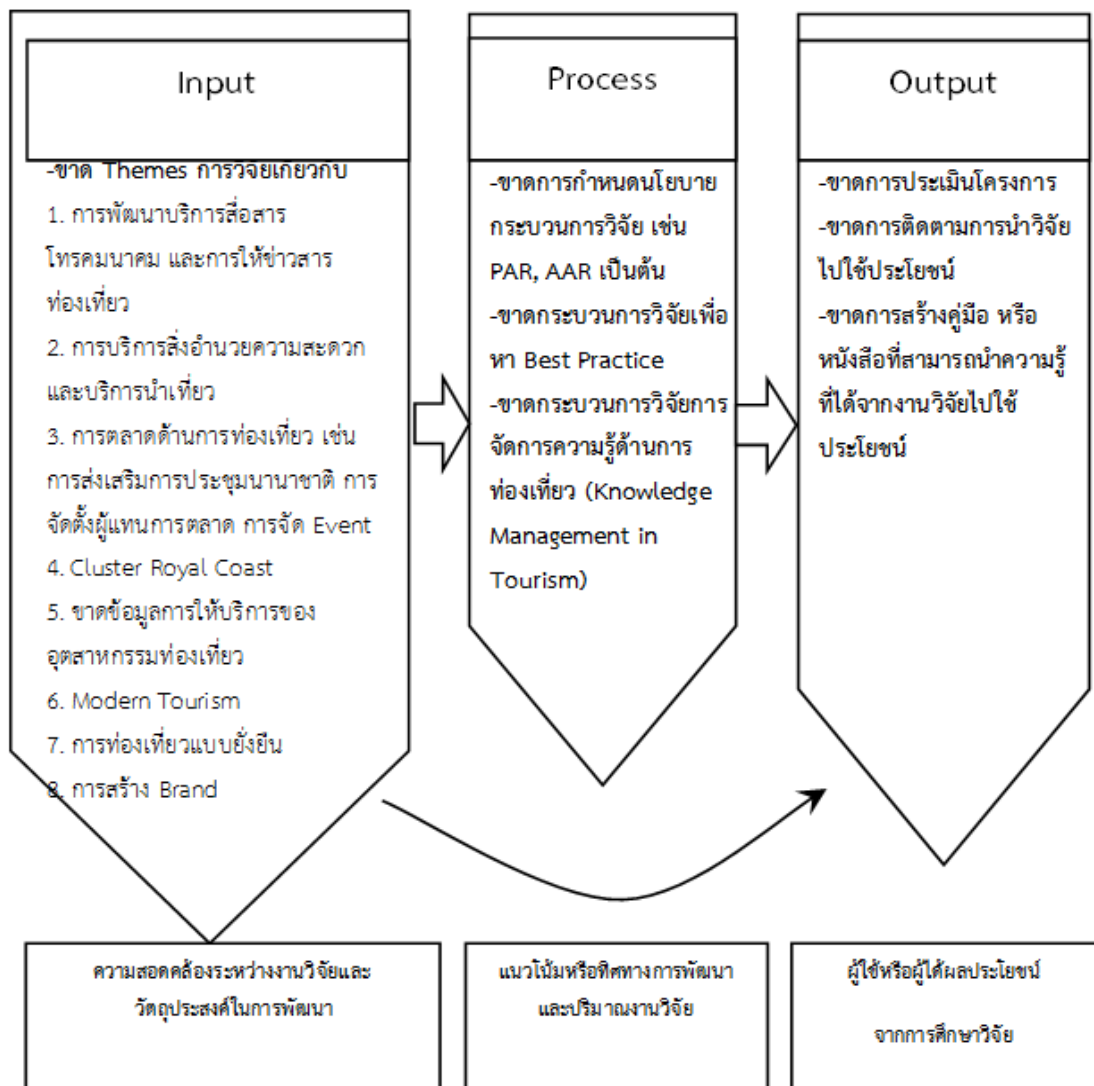 Input
-ขาด Themes การวิจัยเกี่ยวกับ
1. การพัฒนาบริการสื่อสาร
โทรคมนาคม และการให้ข่าวสาร
ท่องเที่ยว
2. การบริการสิ่งอำนวยความสะดวก
และบริการนำเที่ยว
3. การตลาดด้านการท่องเที่ยว เช่น
การส่งเสริมการประชุมนานาชาติ การ
จัดตั้งผู้แทนการตลาด การจัด Event
4. Cluster Royal Coast
5. ขาดข้อมูลการให้บริการของ
อุตสาหกรรมท่องเที่ยว
6. Modern Tourism
7. การท่องเที่ยวแบบยั่งยืน
8. การสร้าง Brand
Process
-ขาดการกำหนดนโยบาย
กระบวนการวิจัย เช่น
PAR, AAR เป็นต้น
-ขาดกระบวนการวิจัยเพื่อ
หา Best Practice
-ขาดกระบวนการวิจัยการ
จัดการความรู้ด้านการ
ท่องเที่ยว (Knowledge
Management in
Tourism)
Output
-ขาดการประเมินโครงการ
-ขาดการติดตามการนำวิจัย
ไปใช้ประโยชน์
-ขาดการสร้างคู่มือ หรือ
หนังสือที่สามารถนำความรู้
ที่ได้จากงานวิจัยไปใช้
ประโยชน์
ความสอดคล้องระหว่างงานวิจัยและ
วัตถุประสงค์ในการพัฒนา
แนวโน้มหรือทิศทางการพัฒนา
และปริมาณงานวิจัย
ผู้ใช้หรือผู้ได้ผลประโยชน์
จากการศึกษาวิจัย